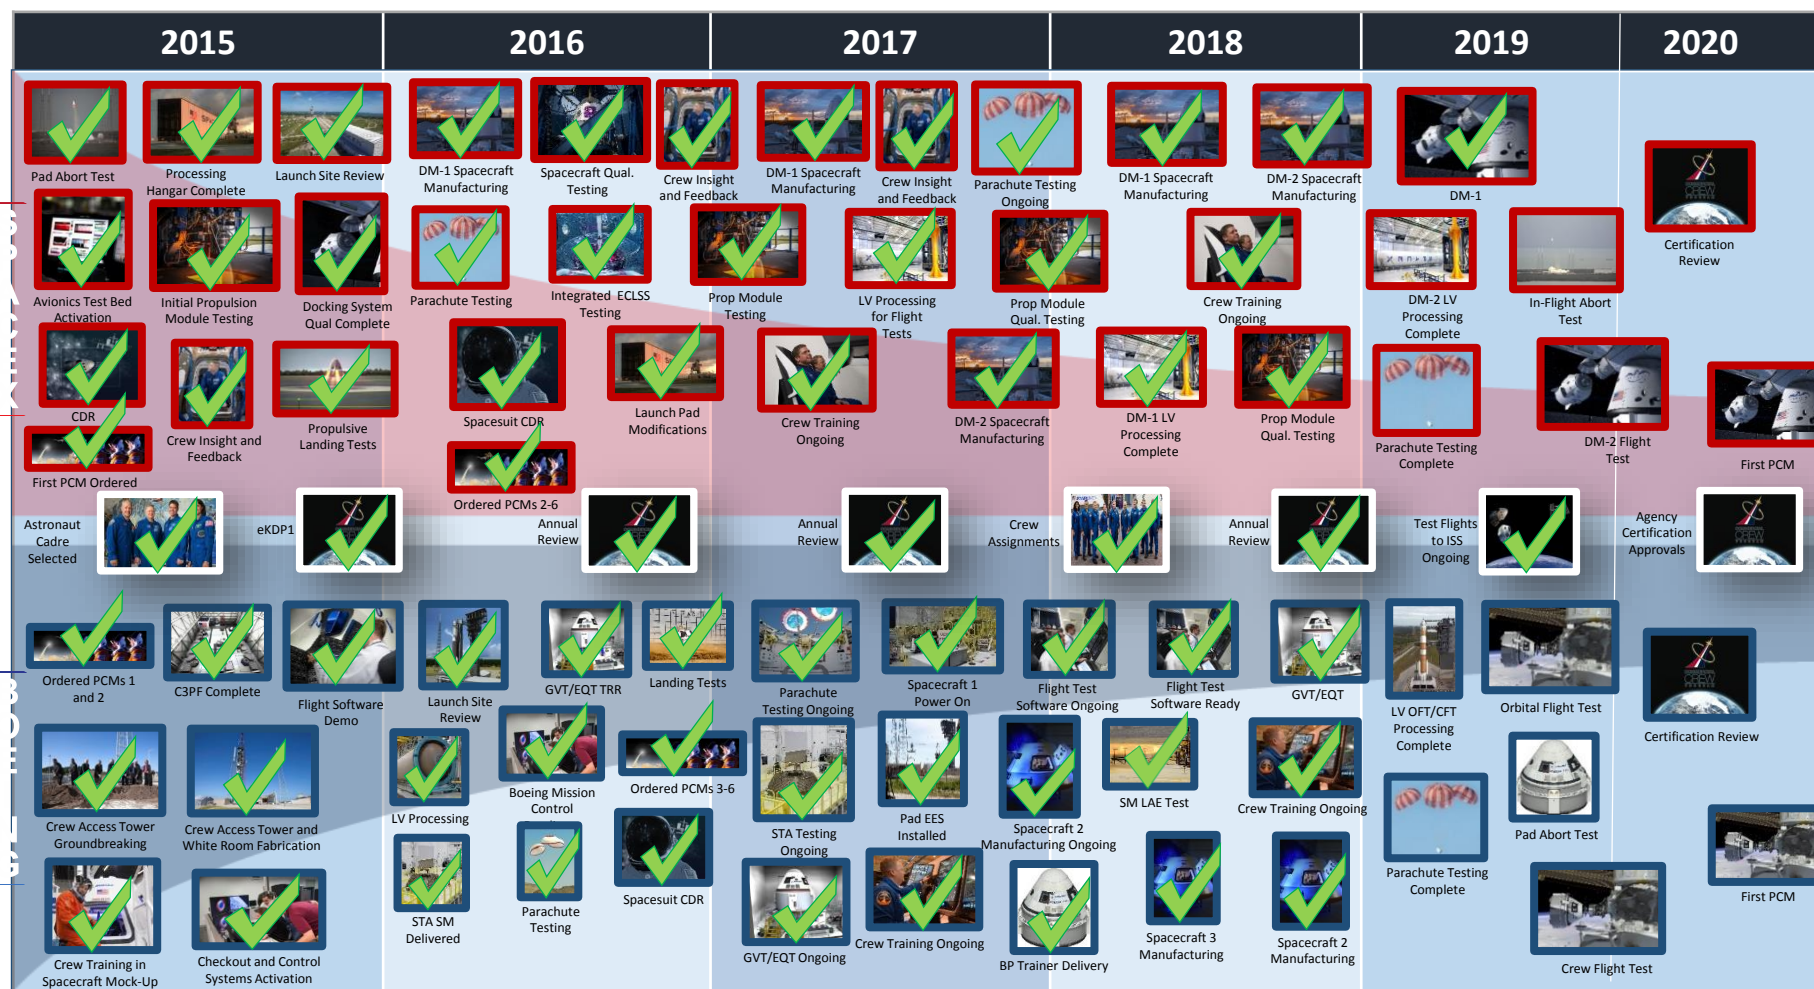 2015
2016
2017
2018
2019
2020
Pad Abort Test
Processing
Hangar Complete
Launch Site Review
DM-1 Spacecraft
Manufacturing
Spacecraft Qual.
Testing
Crew Insight
and Feedback
DM-1 Spacecraft
Manufacturing
Crew Insight
and Feedback
Parachute Testing
Ongoing
DM-1 Spacecraft
Manufacturing
DM-2 Spacecraft
Manufacturing
DM-1
Certification
Review
Avionics Test Bed
Activation
Initial Propulsion
Module Testing
Docking System
Qual Complete
Parachute Testing
Integrated ECLSS
Testing
Prop Module
Testing
LV Processing
for Flight
Tests
Prop Module
Qual. Testing
Crew Training
Ongoing
DM-2 LV
Processing
Complete
In-Flight Abort
Test
CDR
Crew Insight and
Feedback
Propulsive
Landing Tests
Spacesuit CDR
Launch Pad
Modifications
Crew Training
Ongoing
DM-2 Spacecraft
Manufacturing
DM-1 LV
Processing
Complete
Prop Module
Qual. Testing
Parachute Testing
Complete
DM-2 Flight
Test
First PCM
First PCM Ordered
Ordered PCMs 2-6
Astronaut
Cadre
Selected
eKDP1
Annual
Review
Annual
Review
Crew
Assignments
Annual
Review
Test Flights
to ISS
Ongoing
Agency
Certification
Approvals
Ordered PCMs 1
and 2
C3PF Complete
Flight Software
Demo
Launch Site
Review
GVT/EQT TRR
Landing Tests
Parachute
Testing Ongoing
Spacecraft 1
Power On
Flight Test
Software Ongoing
Flight Test
Software Ready
GVT/EQT
LV OFT/CFT
Processing
Complete
Orbital Flight Test
Certification Review
Crew Access Tower
Groundbreaking
Crew Access Tower and
White Room Fabrication
LV Processing
Boeing Mission
Control
Ordered PCMs 3-6
STA Testing
Ongoing
Pad EES
Installed
Spacecraft 2
Manufacturing Ongoing
SM LAE Test
Crew Training Ongoing
Parachute Testing
Complete
Pad Abort Test
Crew Training in
Spacecraft Mock-Up
Checkout and Control
Systems Activation
STA SM
Delivered
Parachute
Testing
Spacesuit CDR
GVT/EQT Ongoing
Crew Training Ongoing
BP Trainer Delivery
Spacecraft 3
Manufacturing
Spacecraft 2
Manufacturing
Crew Flight Test
First PCM